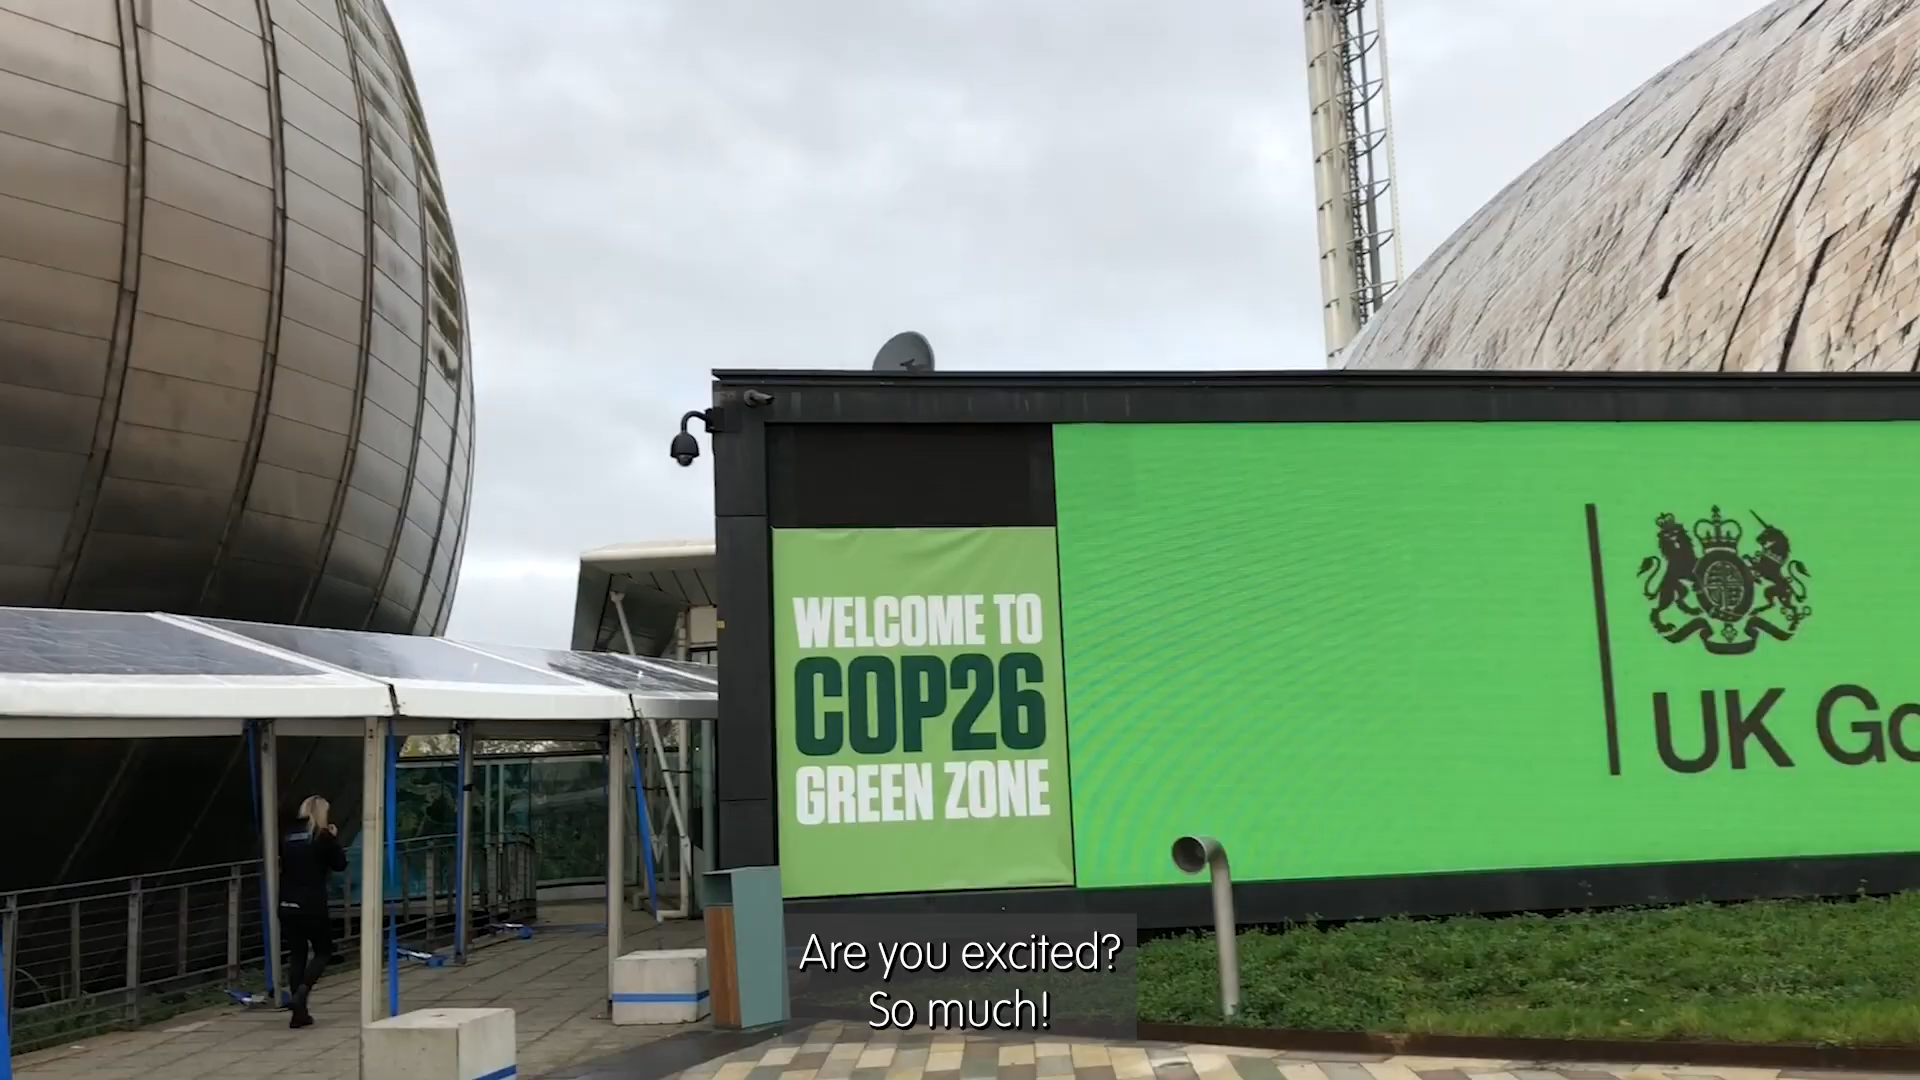 WELCOME TO
COP26
GREEN ZONE
UK Go
Are you excited?
So much!